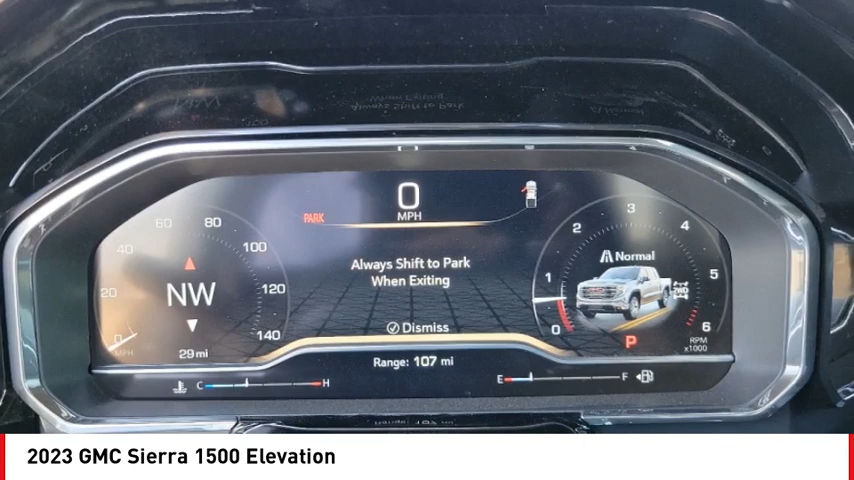 0
MPH
PARK
20
40
60
80
100
120
140
0
MPH
NW
29 mi
Always Shift to Park
When Exiting
Dismiss
Range: 107 mi
C
H
E
F
Normal
0
1
2
3
4
5
6
2WD
P
RPM
x1000
2023 GMC Sierra 1500 Elevation